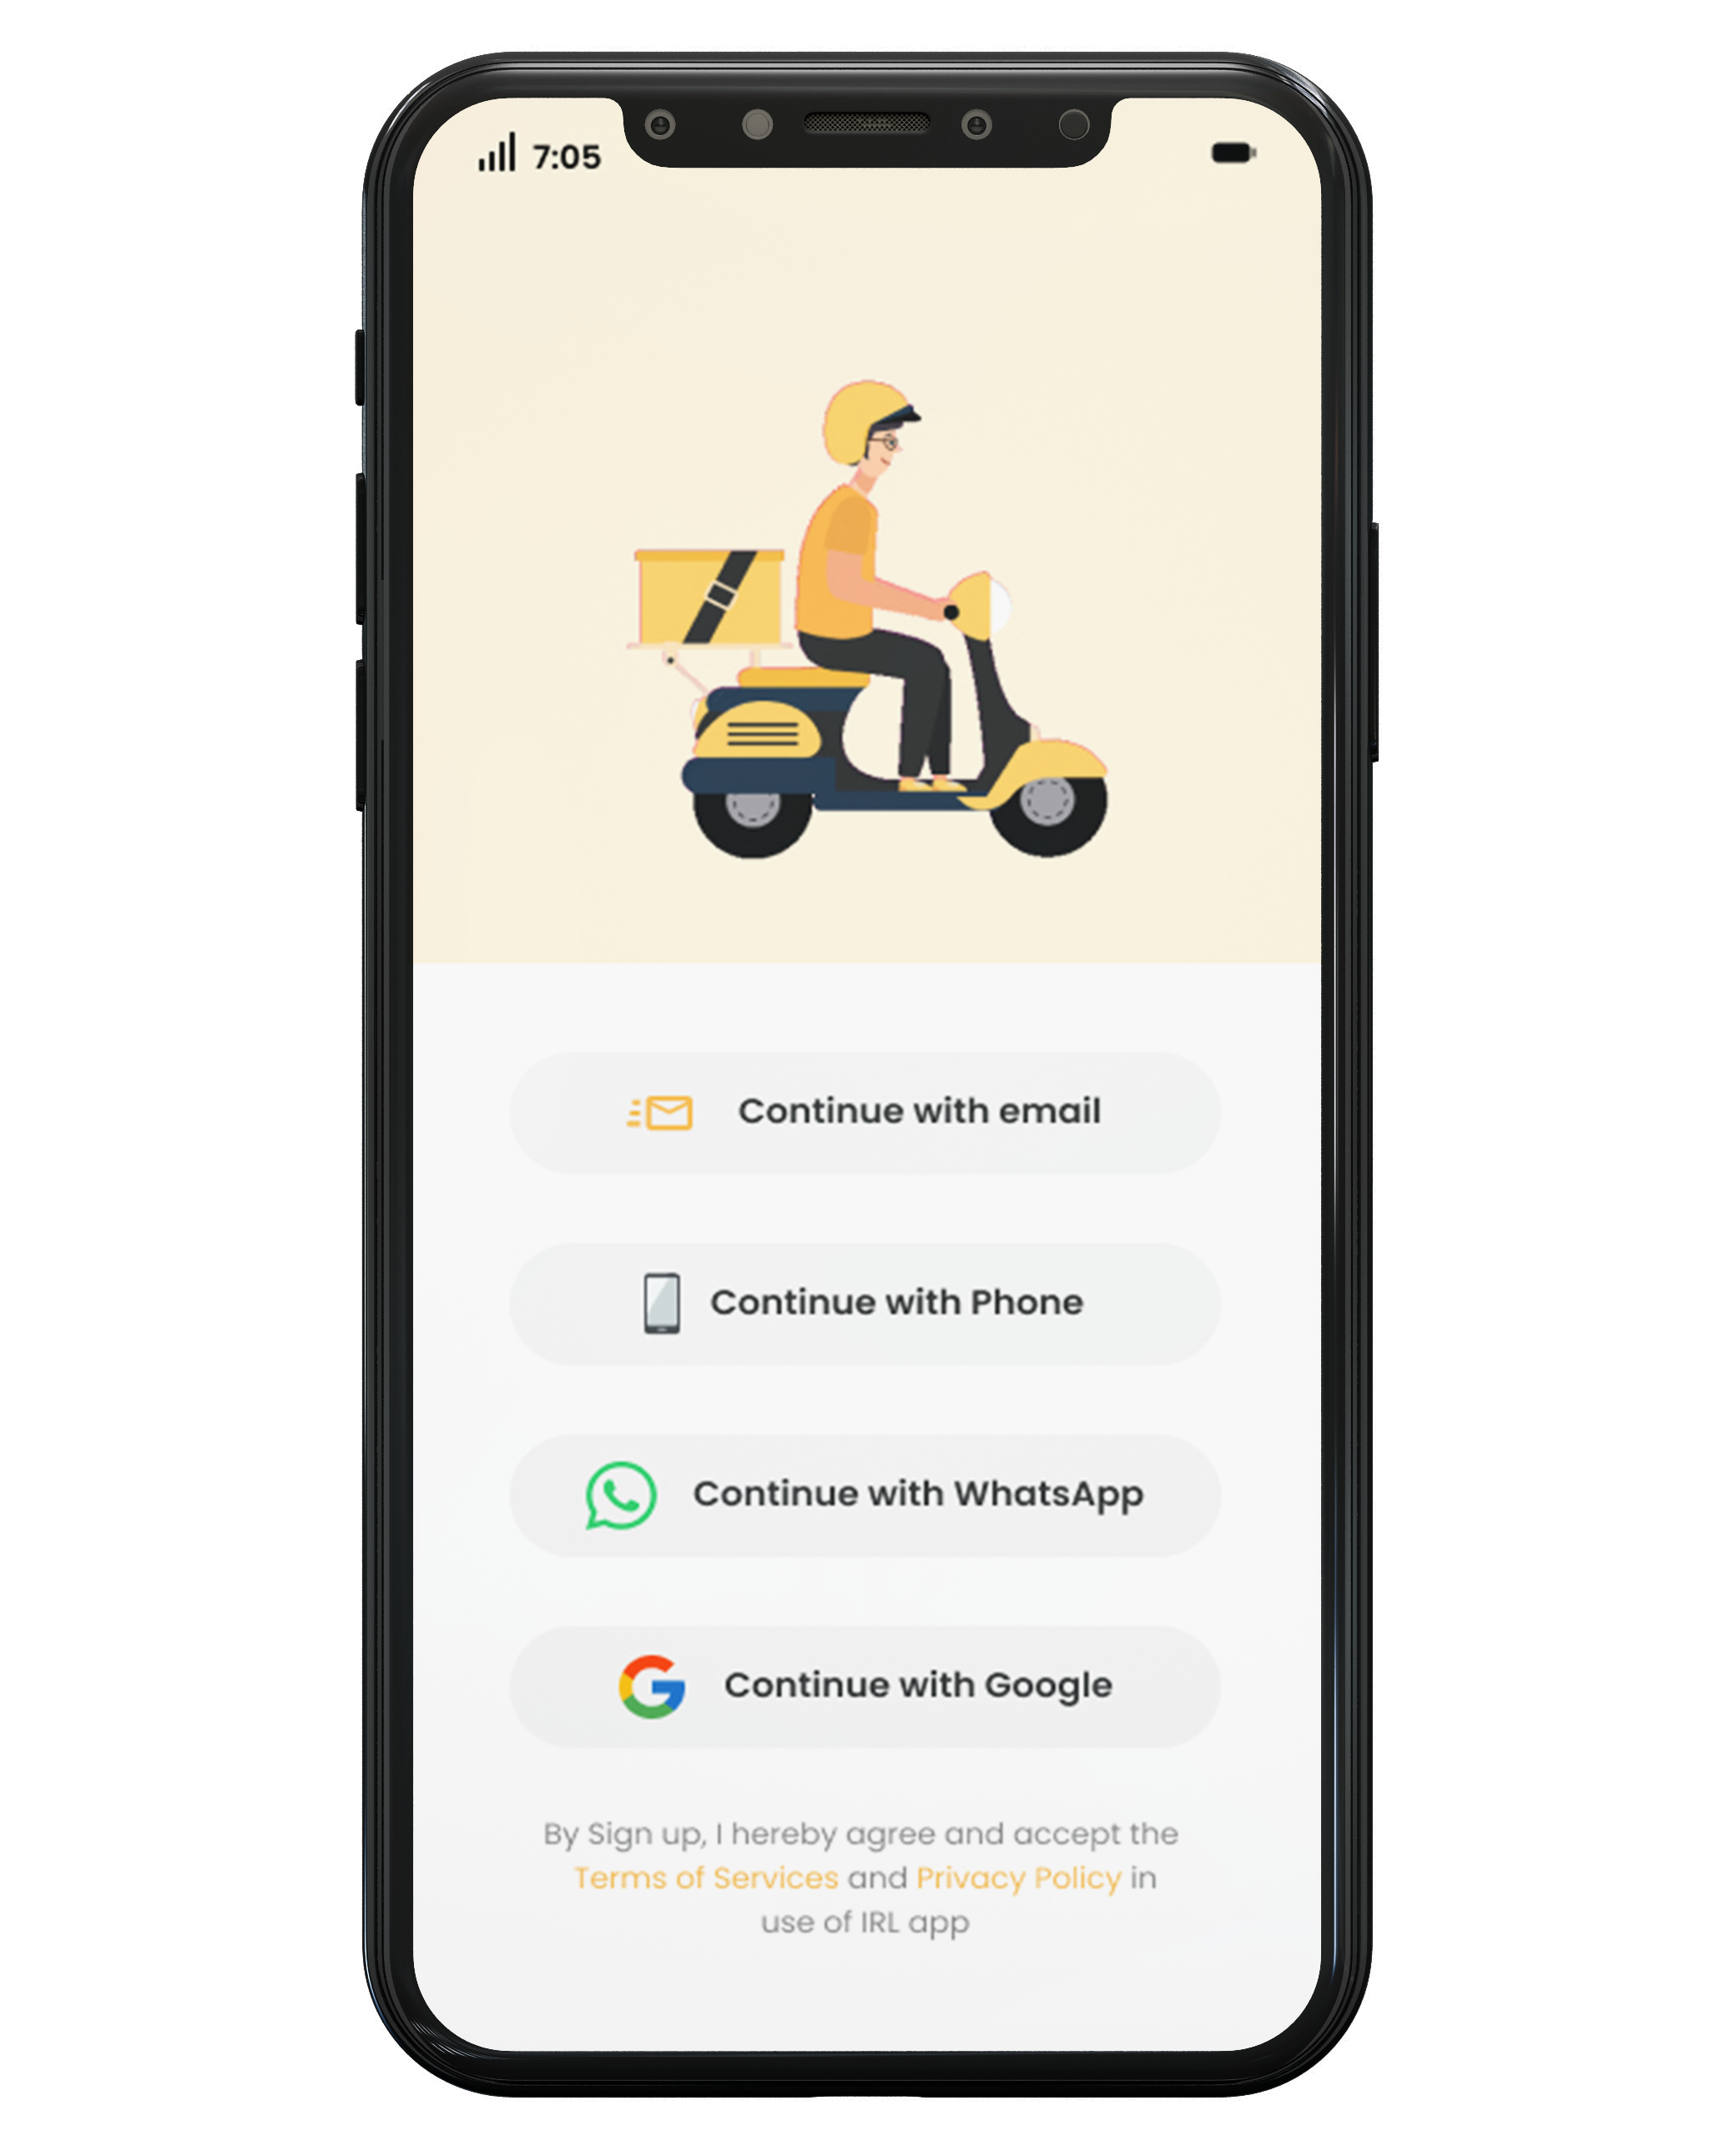 7:05
Continue with email
Continue with Phone
Continue with WhatsApp
Continue with Google
By Sign up, I hereby agree and accept the
Terms of Services and Privacy Policy in
use of IRL app